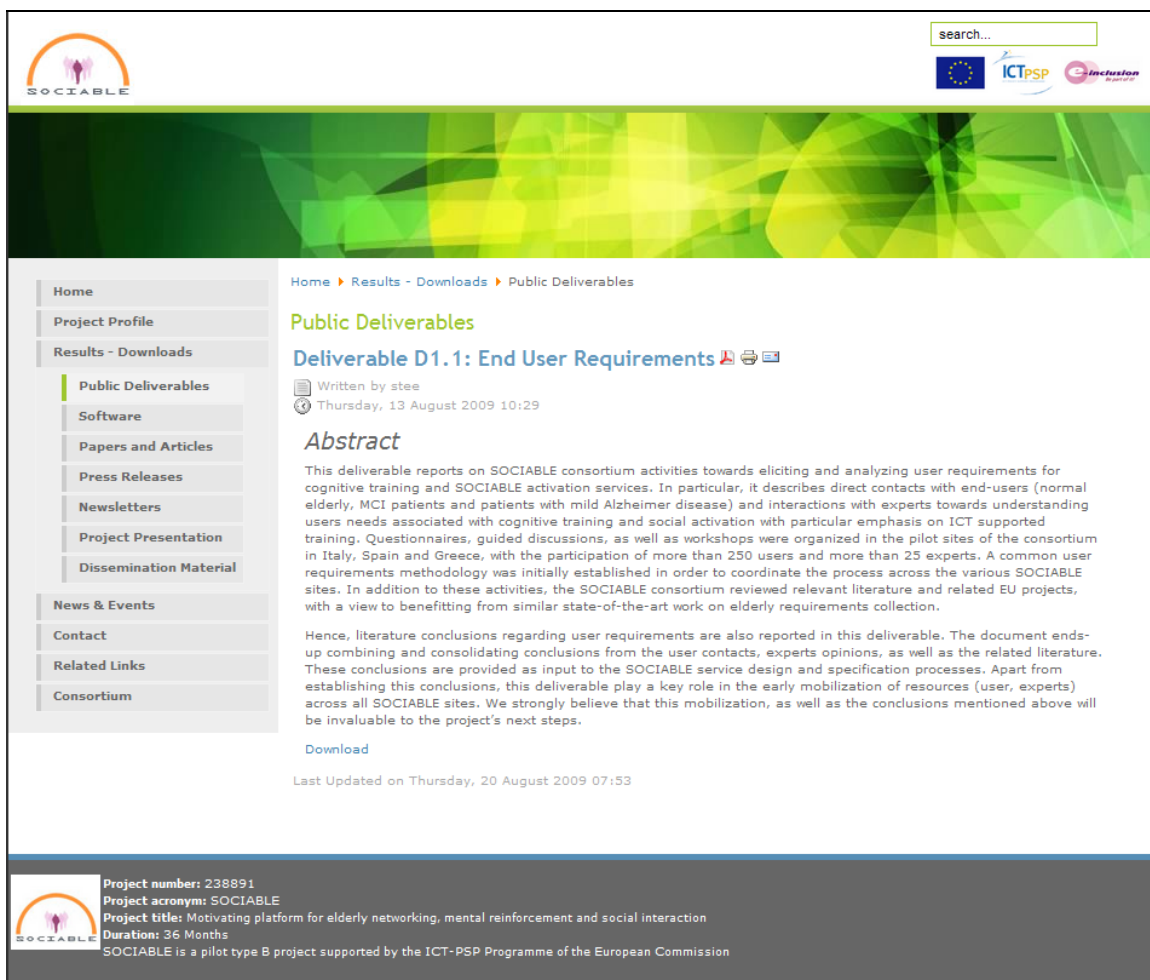 search...
SOCIABLE
ICT PSP
e-inclusion
Be part of it!
Home
Project Profile
Results - Downloads
Public Deliverables
Software
Papers and Articles
Press Releases
Newsletters
Project Presentation
Dissemination Material
News & Events
Contact
Related Links
Consortium
Home Results - Downloads Public Deliverables
Public Deliverables
Deliverable D1.1: End User Requirements
Written by stee
Thursday, 13 August 2009 10:29
Abstract
This deliverable reports on SOCIABLE consortium activities towards eliciting and analyzing user requirements for
cognitive training and SOCIABLE activation services. In particular, it describes direct contacts with end-users (normal
elderly, MCI patients and patients with mild Alzheimer disease) and interactions with experts towards understanding
users needs associated with cognitive training and social activation with particular emphasis on ICT supported
training. Questionnaires, guided discussions, as well as workshops were organized in the pilot sites of the consortium
in Italy, Spain and Greece, with the participation of more than 250 users and more than 25 experts. A common user
requirements methodology was initially established in order to coordinate the process across the various SOCIABLE
sites. In addition to these activities, the SOCIABLE consortium reviewed relevant literature and related EU projects,
with a view to benefitting from similar state-of-the-art work on elderly requirements collection.
Hence, literature conclusions regarding user requirements are also reported in this deliverable. The document ends-
up combining and consolidating conclusions from the user contacts, experts opinions, as well as the related literature.
These conclusions are provided as input to the SOCIABLE service design and specification processes. Apart from
establishing this conclusions, this deliverable play a key role in the early mobilization of resources (user, experts)
across all SOCIABLE sites. We strongly believe that this mobilization, as well as the conclusions mentioned above will
be invaluable to the project's next steps.
Download
Last Updated on Thursday, 20 August 2009 07:53
SOCIABLE
Project number: 238891
Project acronym: SOCIABLE
Project title: Motivating platform for elderly networking, mental reinforcement and social interaction
Duration: 36 Months
SOCIABLE is a pilot type B project supported by the ICT-PSP Programme of the European Commission